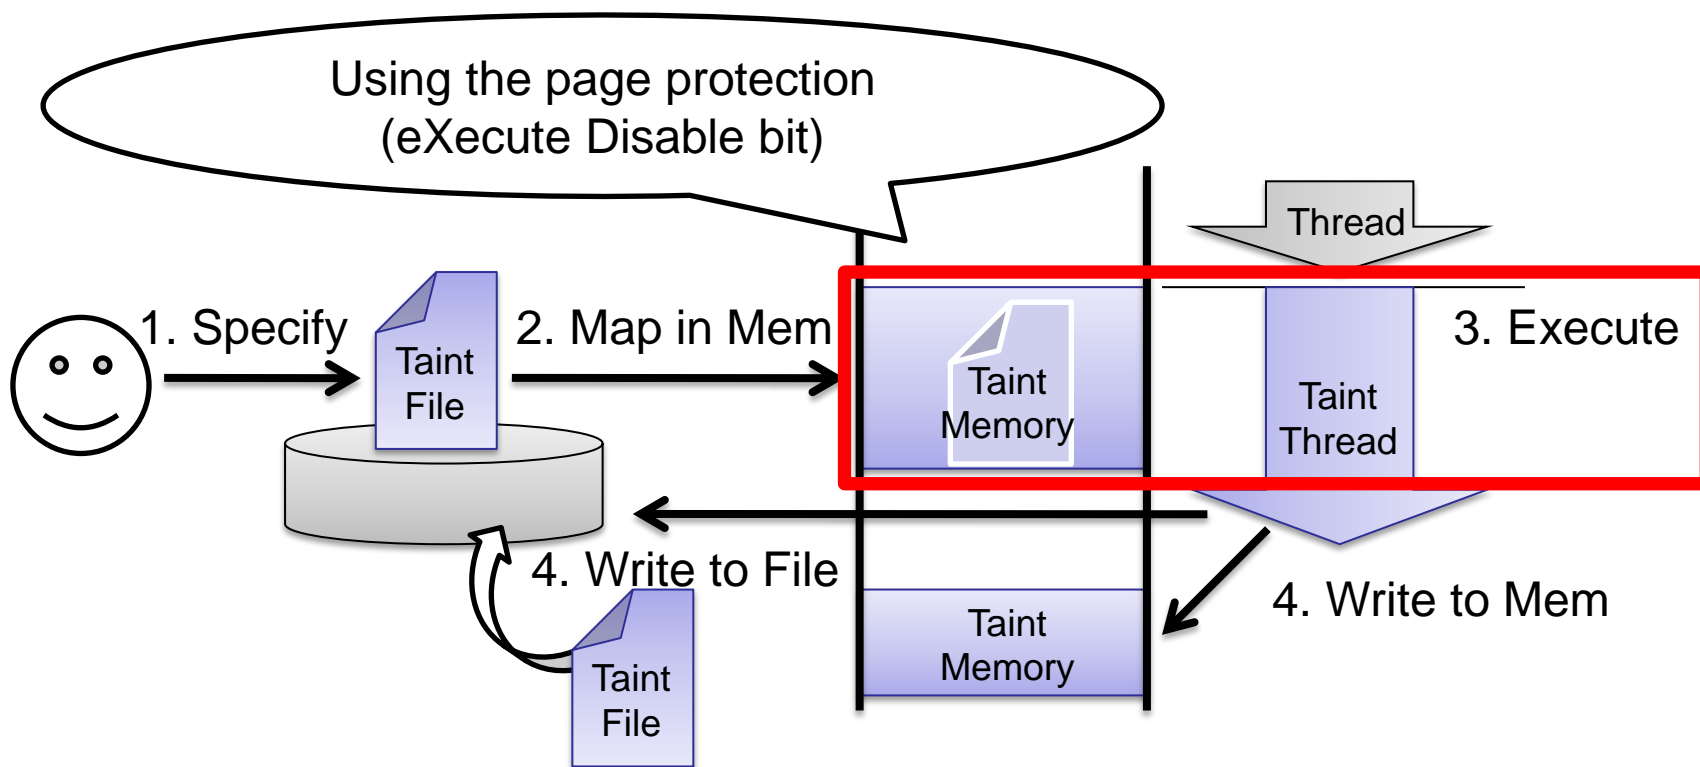 Using the page protection
(eXecute Disable bit)
Thread
1. Specify
2. Map in Mem
3. Execute
Taint
File
Taint
Memory
Taint
Thread
4. Write to File
4. Write to Mem
Taint
Memory
Taint
File